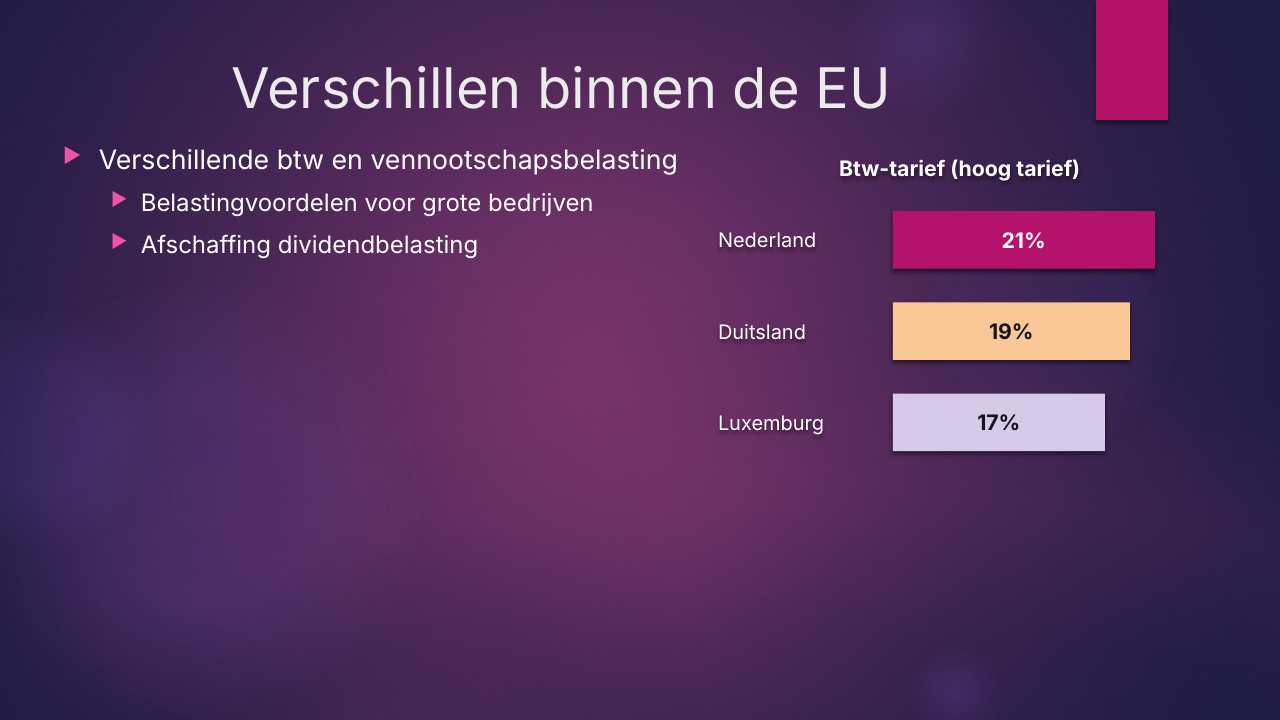 Verschillen binnen de EU
Verschillende btw en vennootschapsbelasting
Belastingvoordelen voor grote bedrijven
Afschaffing dividendbelasting
Btw-tarief (hoog tarief)
Nederland 21%
Duitsland 19%
Luxemburg 17%